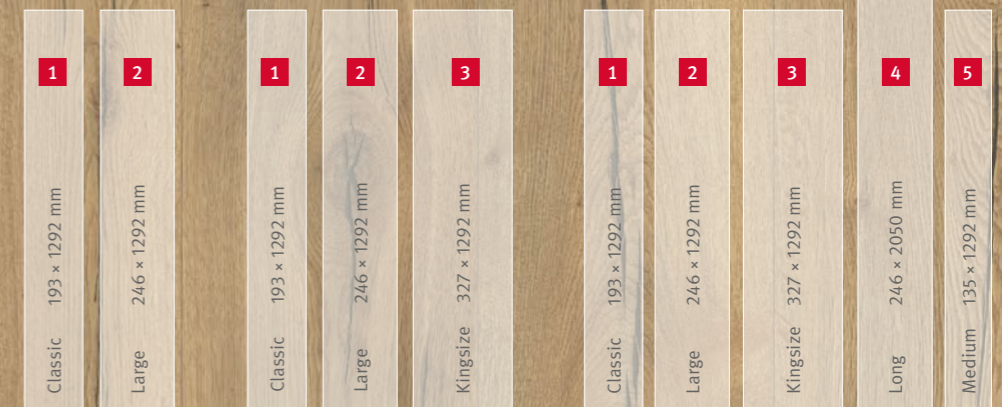 1
Classic 193 × 1292 mm
2
Large 246 × 1292 mm
1
Classic 193 × 1292 mm
2
Large 246 × 1292 mm
3
Kingsize 327 × 1292 mm
1
Classic 193 × 1292 mm
2
Large 246 × 1292 mm
3
Kingsize 327 × 1292 mm
4
Long 246 × 2050 mm
5
Medium 135 × 1292 mm